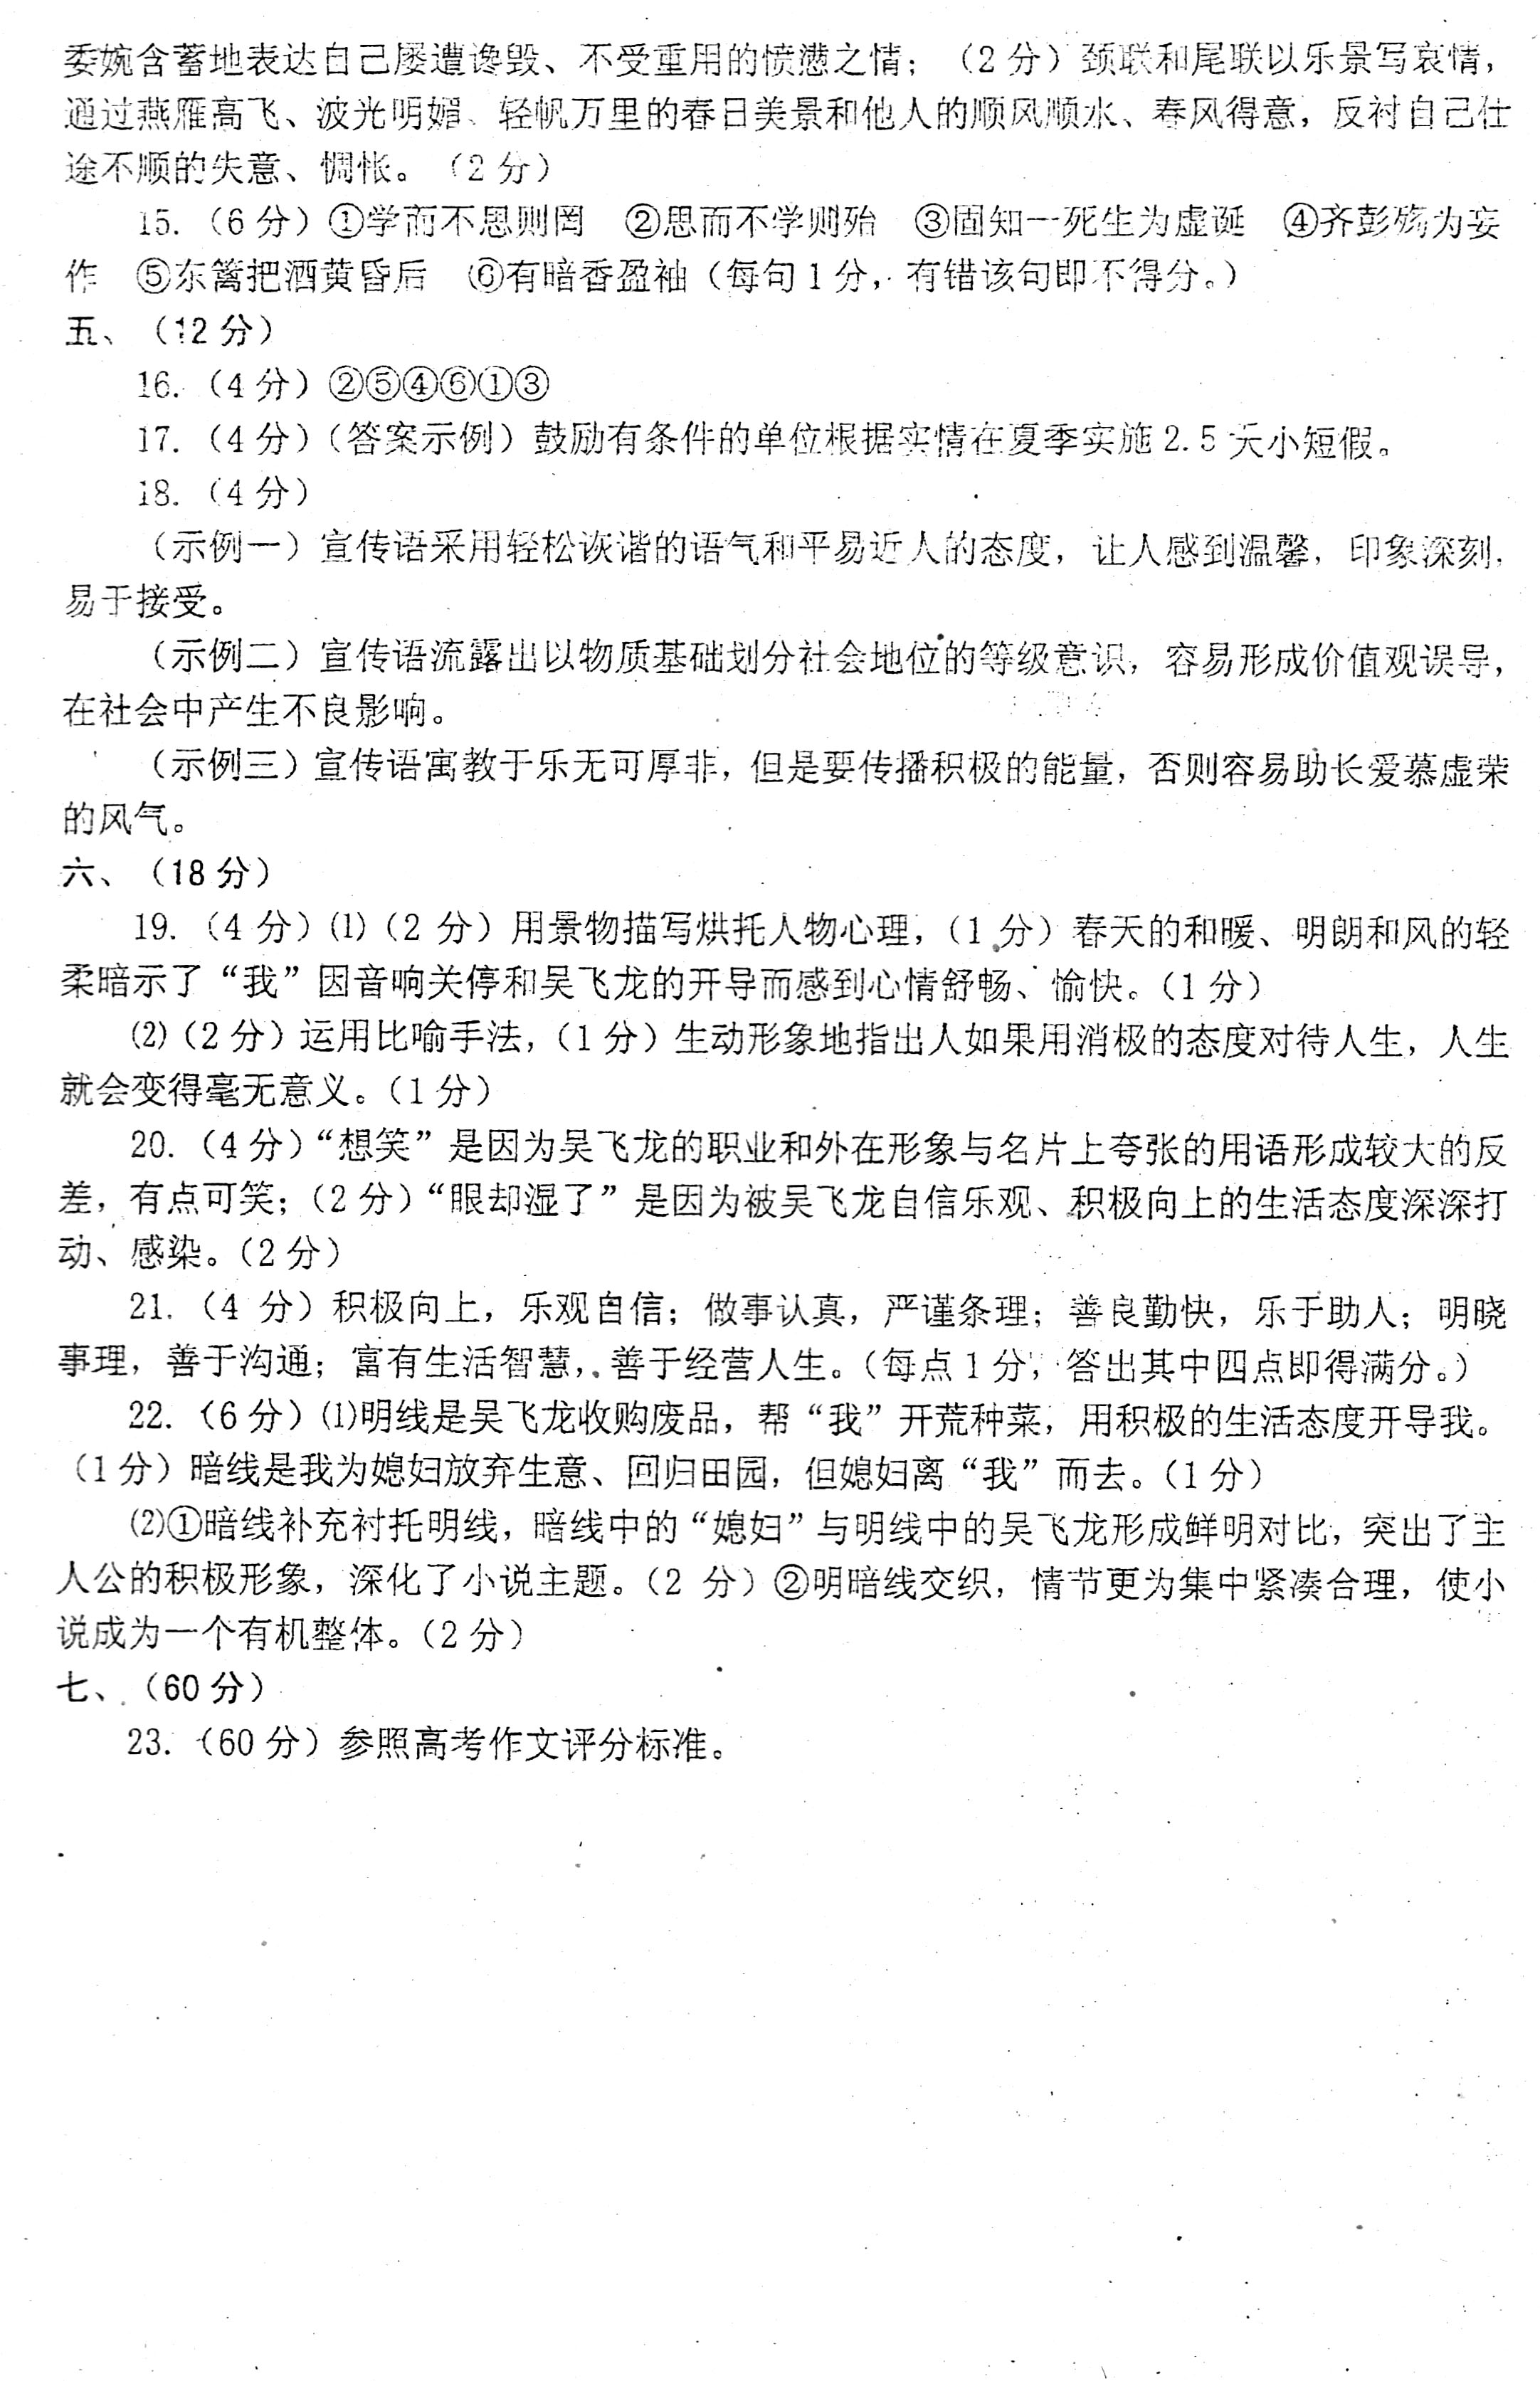 委婉含蓄地表达自己屡遭谗毁、不受重用的愤懑之情；（2 分）颈联和尾联以乐景写哀情，
通过燕雁高飞、波光明媚、轻帆万里的春日美景和他人的顺风顺水、春风得意，反衬自己仕
途不顺的失意、惆怅。（2 分）
15.（6 分）①学而不思则罔　②思而不学则殆　③固知一死生为虚诞　④齐彭殇为妄
作　⑤东篱把酒黄昏后　⑥有暗香盈袖（每句 1 分，有错该句即不得分。）
五、（12 分）
16.（4 分）②⑤④⑥①③
17.（4 分）（答案示例）鼓励有条件的单位根据实情在夏季实施 2.5 天小短假。
18.（4 分）
（示例一）宣传语采用轻松诙谐的语气和平易近人的态度，让人感到温馨，印象深刻，
易于接受。
（示例二）宣传语流露出以物质基础划分社会地位的等级意识，容易形成价值观误导，
在社会中产生不良影响。
（示例三）宣传语寓教于乐无可厚非，但是要传播积极的能量，否则容易助长爱慕虚荣
的风气。
六、（18 分）
19.（4 分）⑴（2 分）用景物描写烘托人物心理，（1 分）春天的和暖、明朗和风的轻
柔暗示了“我”因音响关停和吴飞龙的开导而感到心情舒畅、愉快。（1 分）
⑵（2 分）运用比喻手法，（1 分）生动形象地指出人如果用消极的态度对待人生，人生
就会变得毫无意义。（1 分）
20.（4 分）“想笑”是因为吴飞龙的职业和外在形象与名片上夸张的用语形成较大的反
差，有点可笑；（2 分）“眼却湿了”是因为被吴飞龙自信乐观、积极向上的生活态度深深打
动、感染。（2 分）
21.（4 分）积极向上，乐观自信；做事认真，严谨条理；善良勤快，乐于助人；明晓
事理，善于沟通；富有生活智慧，善于经营人生。（每点 1 分，答出其中四点即得满分。）
22.（6 分）⑴明线是吴飞龙收购废品，帮“我”开荒种菜，用积极的生活态度开导我。
（1 分）暗线是我为媳妇放弃生意、回归田园，但媳妇离“我”而去。（1 分）
⑵①暗线补充衬托明线，暗线中的“媳妇”与明线中的吴飞龙形成鲜明对比，突出了主
人公的积极形象，深化了小说主题。（2 分）②明暗线交织，情节更为集中紧凑合理，使小
说成为一个有机整体。（2 分）
七、（60 分）
23.（60 分）参照高考作文评分标准。